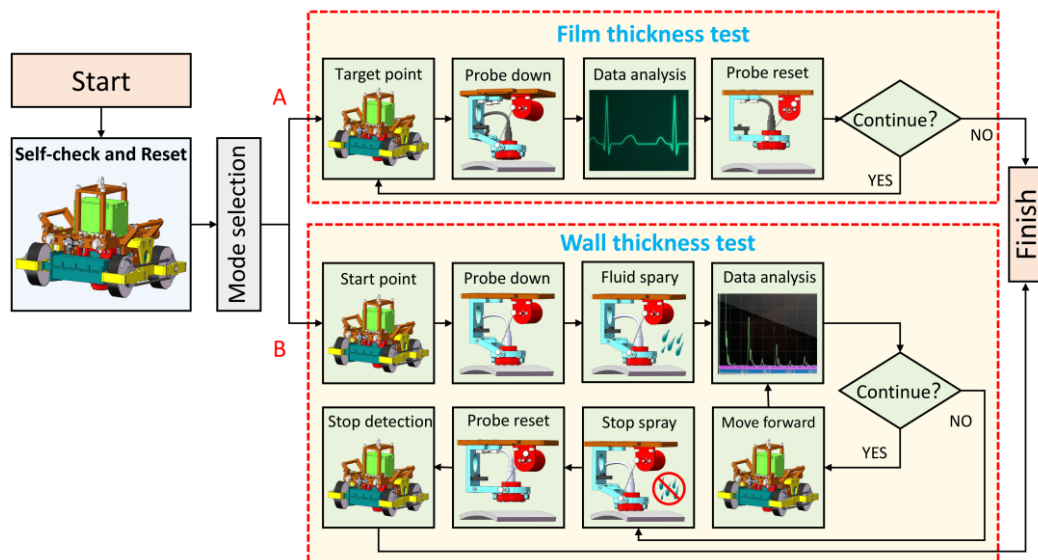 Start
Self-check and Reset
Mode selection
A
Film thickness test
Target point
Probe down
Data analysis
Probe reset
Continue?
NO
YES
Finish
B
Wall thickness test
Start point
Probe down
Fluid spary
Data analysis
Continue?
NO
YES
Stop detection
Probe reset
Stop spray
Move forward